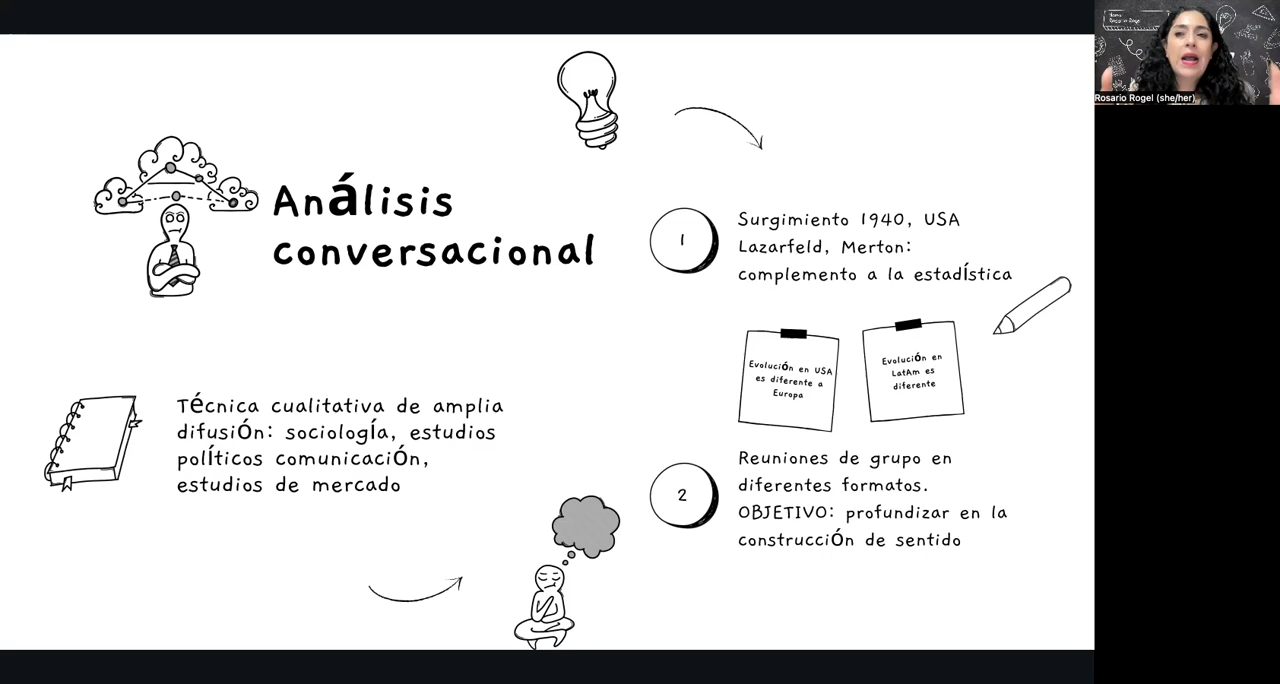 Análisis
conversacional
Técnica cualitativa de amplia
difusión: sociología, estudios
políticos comunicación,
estudios de mercado
1
Surgimiento 1940, USA
Lazarfeld, Merton:
complemento a la estadística
Evolución en USA
es diferente a
Europa
Evolución en
LatAm es
diferente
2
Reuniones de grupo en
diferentes formatos.
OBJETIVO: profundizar en la
construcción de sentido
Rosario Rogel (she/her)